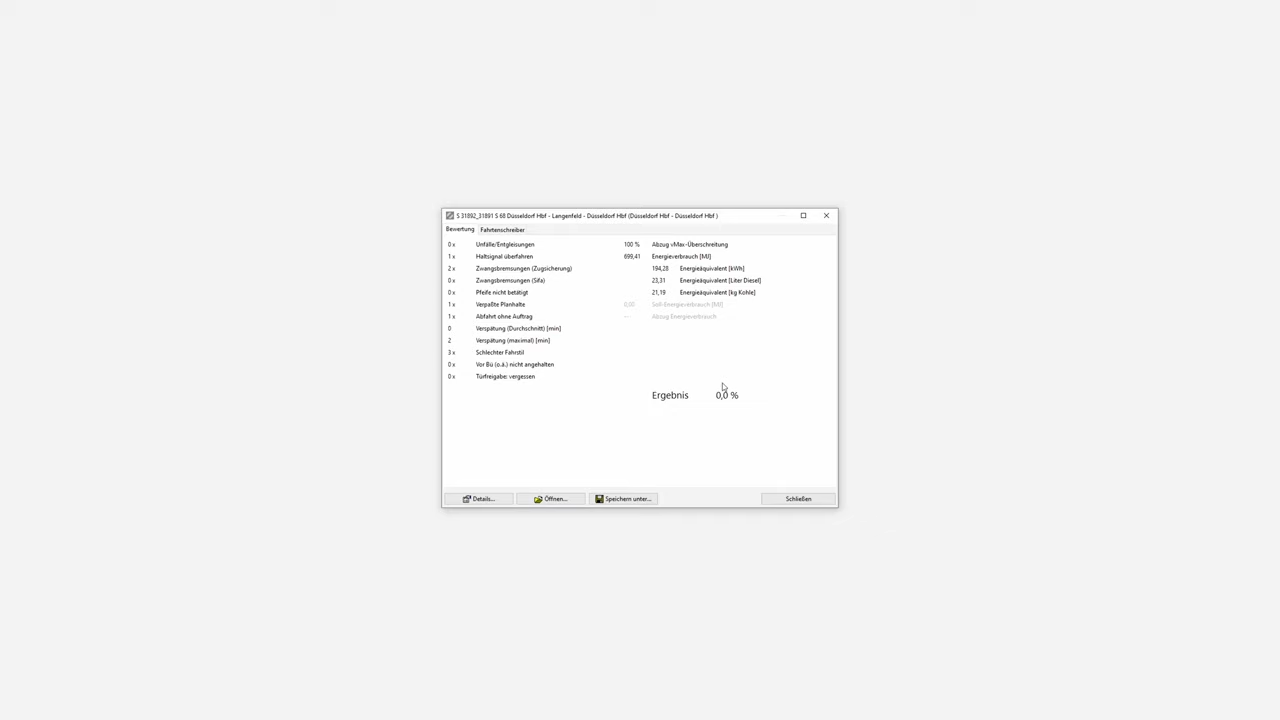 S 31892_31891 S 68 Düsseldorf Hbf - Langenfeld - Düsseldorf Hbf (Düsseldorf Hbf - Düsseldorf Hbf )
Bewertung Fahrtenschreiber
0 x Unfälle/Entgleisungen
1 x Haltsignal überfahren
2 x Zwangsbremsungen (Zugsicherung)
0 x Zwangsbremsungen (Sifa)
0 x Pfeife nicht betätigt
1 x Verpaßte Planhalte
1 x Abfahrt ohne Auftrag
0 Verspätung (Durchschnitt) [min]
2 Verspätung (maximal) [min]
3 x Schlechter Fahrstil
0 x Vor Bü (o.ä.) nicht angehalten
0 x Türfreigabe: vergessen
100 % Abzug vMax-Überschreitung
699,41 Energieverbrauch [MJ]
194,28 Energieäquivalent [kWh]
23,31 Energieäquivalent [Liter Diesel]
21,19 Energieäquivalent [kg Kohle]
0,00 Soll-Energieverbrauch [MJ]
--- Abzug Energieverbrauch
Ergebnis 0,0 %
Details... Öffnen... Speichern unter... Schließen